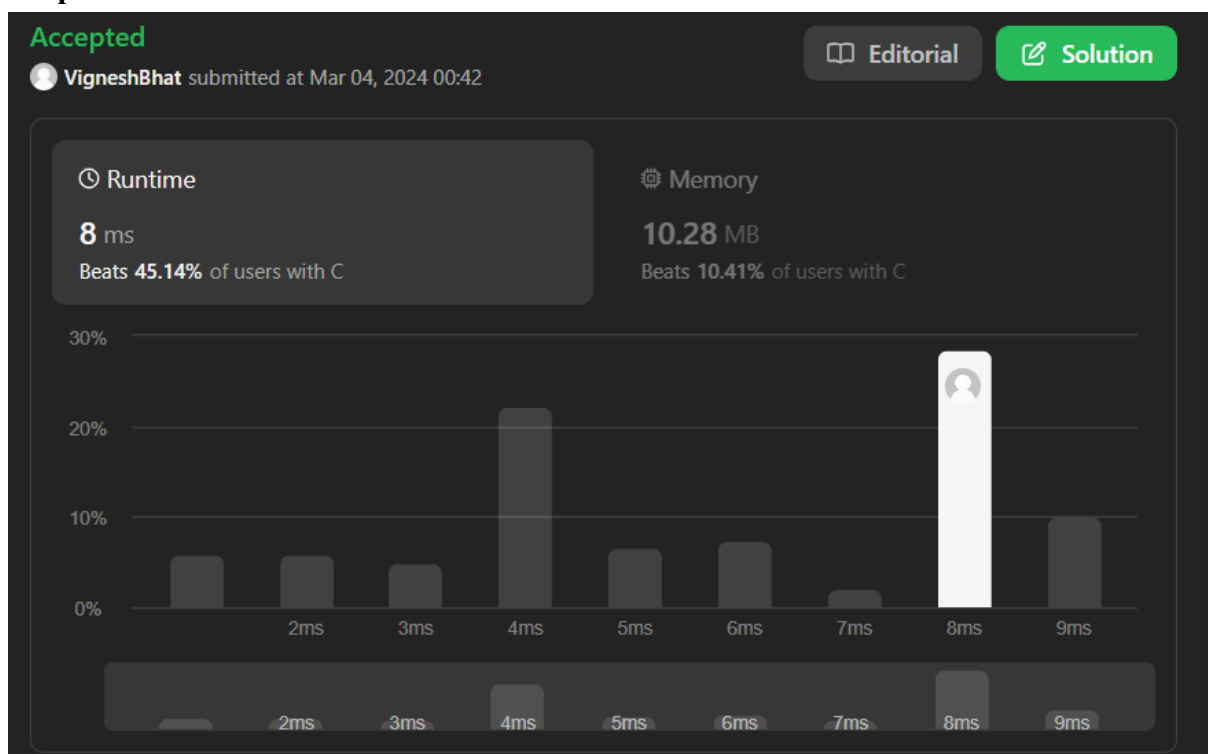 Accepted
Editorial
Solution
VigneshBhat submitted at Mar 04, 2024 00:42
Runtime
Memory
8 ms
10.28 MB
Beats 45.14% of users with C
Beats 10.41% of users with C
30%
20%
10%
0%
2ms 3ms 4ms 5ms 6ms 7ms 8ms 9ms
2ms 3ms 4ms 5ms 6ms 7ms 8ms 9ms